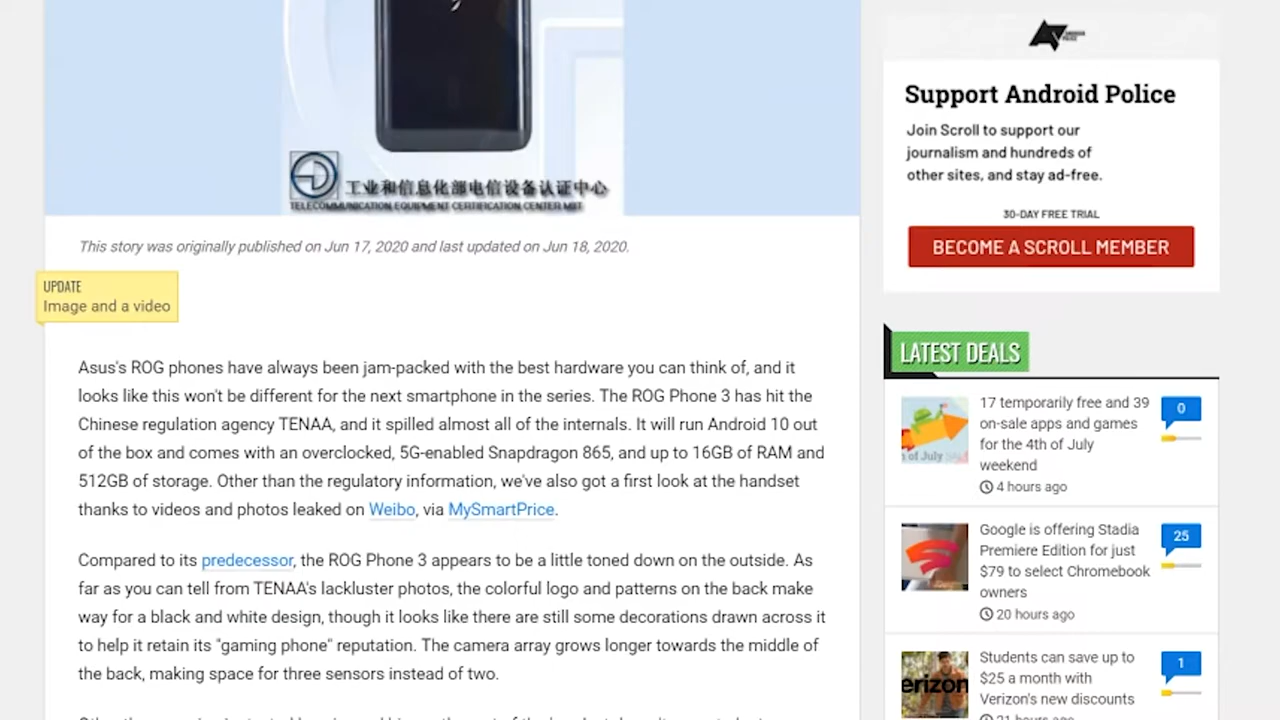 工业和信息化部电信设备认证中心
TELECOMMUNICATION EQUIPMENT CERTIFICATION CENTER MIIT
This story was originally published on Jun 17, 2020 and last updated on Jun 18, 2020.
UPDATE
Image and a video
Asus's ROG phones have always been jam-packed with the best hardware you can think of, and it
looks like this won't be different for the next smartphone in the series. The ROG Phone 3 has hit the
Chinese regulation agency TENAA, and it spilled almost all of the internals. It will run Android 10 out
of the box and comes with an overclocked, 5G-enabled Snapdragon 865, and up to 16GB of RAM and
512GB of storage. Other than the regulatory information, we've also got a first look at the handset
thanks to videos and photos leaked on Weibo, via MySmartPrice.
Compared to its predecessor, the ROG Phone 3 appears to be a little toned down on the outside. As
far as you can tell from TENAA's lackluster photos, the colorful logo and patterns on the back make
way for a black and white design, though it looks like there are still some decorations drawn across it
to help it retain its "gaming phone" reputation. The camera array grows longer towards the middle of
the back, making space for three sensors instead of two.
Support Android Police
Join Scroll to support our
journalism and hundreds of
other sites, and stay ad-free.
30-DAY FREE TRIAL
BECOME A SCROLL MEMBER
LATEST DEALS
17 temporarily free and 39
on-sale apps and games
for the 4th of July
weekend
4 hours ago
0
of July
Google is offering Stadia
Premiere Edition for just
$79 to select Chromebook
owners
20 hours ago
25
Students can save up to
$25 a month with
Verizon's new discounts
21 hours ago
1
erizon